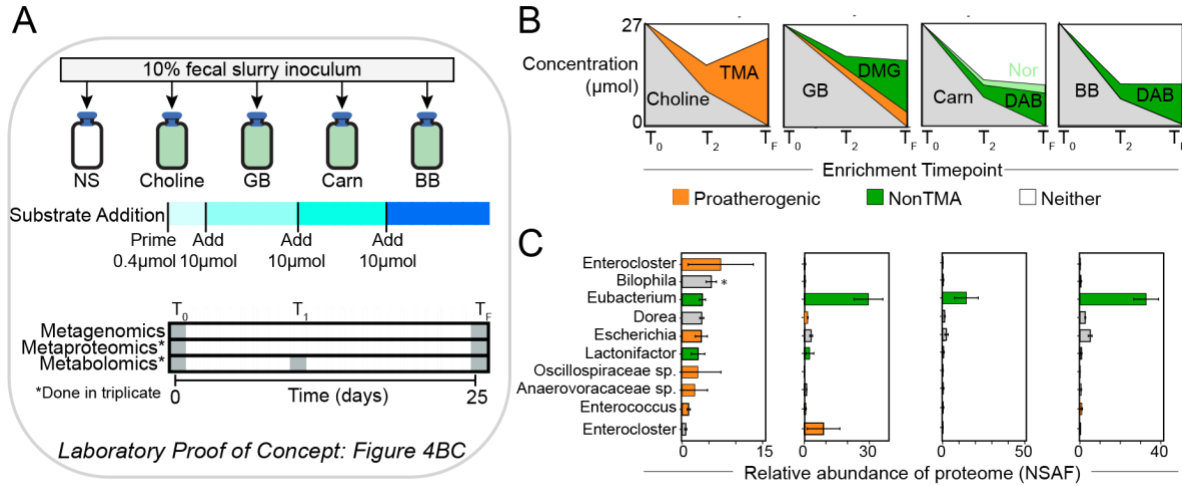 A
10% fecal slurry inoculum
NS Choline GB Carn BB
Substrate Addition
Prime Add Add Add
0.4μmol 10μmol 10μmol 10μmol
T0 T1 TF
Metagenomics
Metaproteomics*
Metabolomics*
*Done in triplicate
0 Time (days) 25
Laboratory Proof of Concept: Figure 4BC
B
27
Concentration
(μmol)
0
Choline TMA
GB DMG
Carn Nor DAB
BB DAB
T0 T2 TF T0 T2 TF T0 T2 TF T0 T2 TF
Enrichment Timepoint
Proatherogenic NonTMA Neither
C
Enterocloster
Bilophila *
Eubacterium
Dorea
Escherichia
Lactonifactor
Oscillospiraceae sp.
Anaerovoracaceae sp.
Enterococcus
Enterocloster
0 15 0 30 0 50 0 40
Relative abundance of proteome (NSAF)